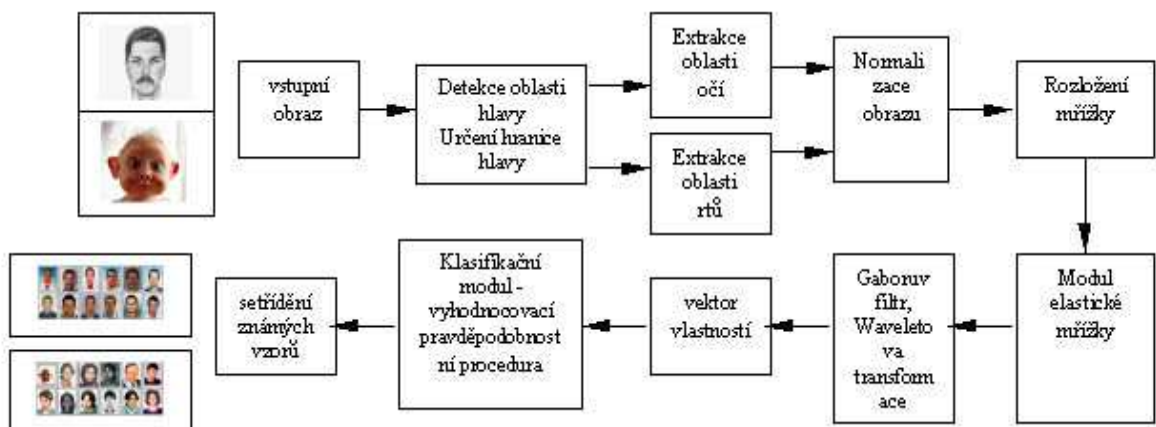 vstupní
obraz
Detekce oblasti
hlavy
Určení hranice
hlavy
Extrakce
oblasti
očí
Extrakce
oblasti
rtů
Normali
zace
obrazu
Rozložení
mřížky
Modul
elastické
mřížky
Gaboruv
filtr,
Waveleto
va
transform
ace
vektor
vlastností
Klasifikační
modul -
vyhodnocovací
pravděpodobnost
ní procedura
setřídění
známých
vzorů